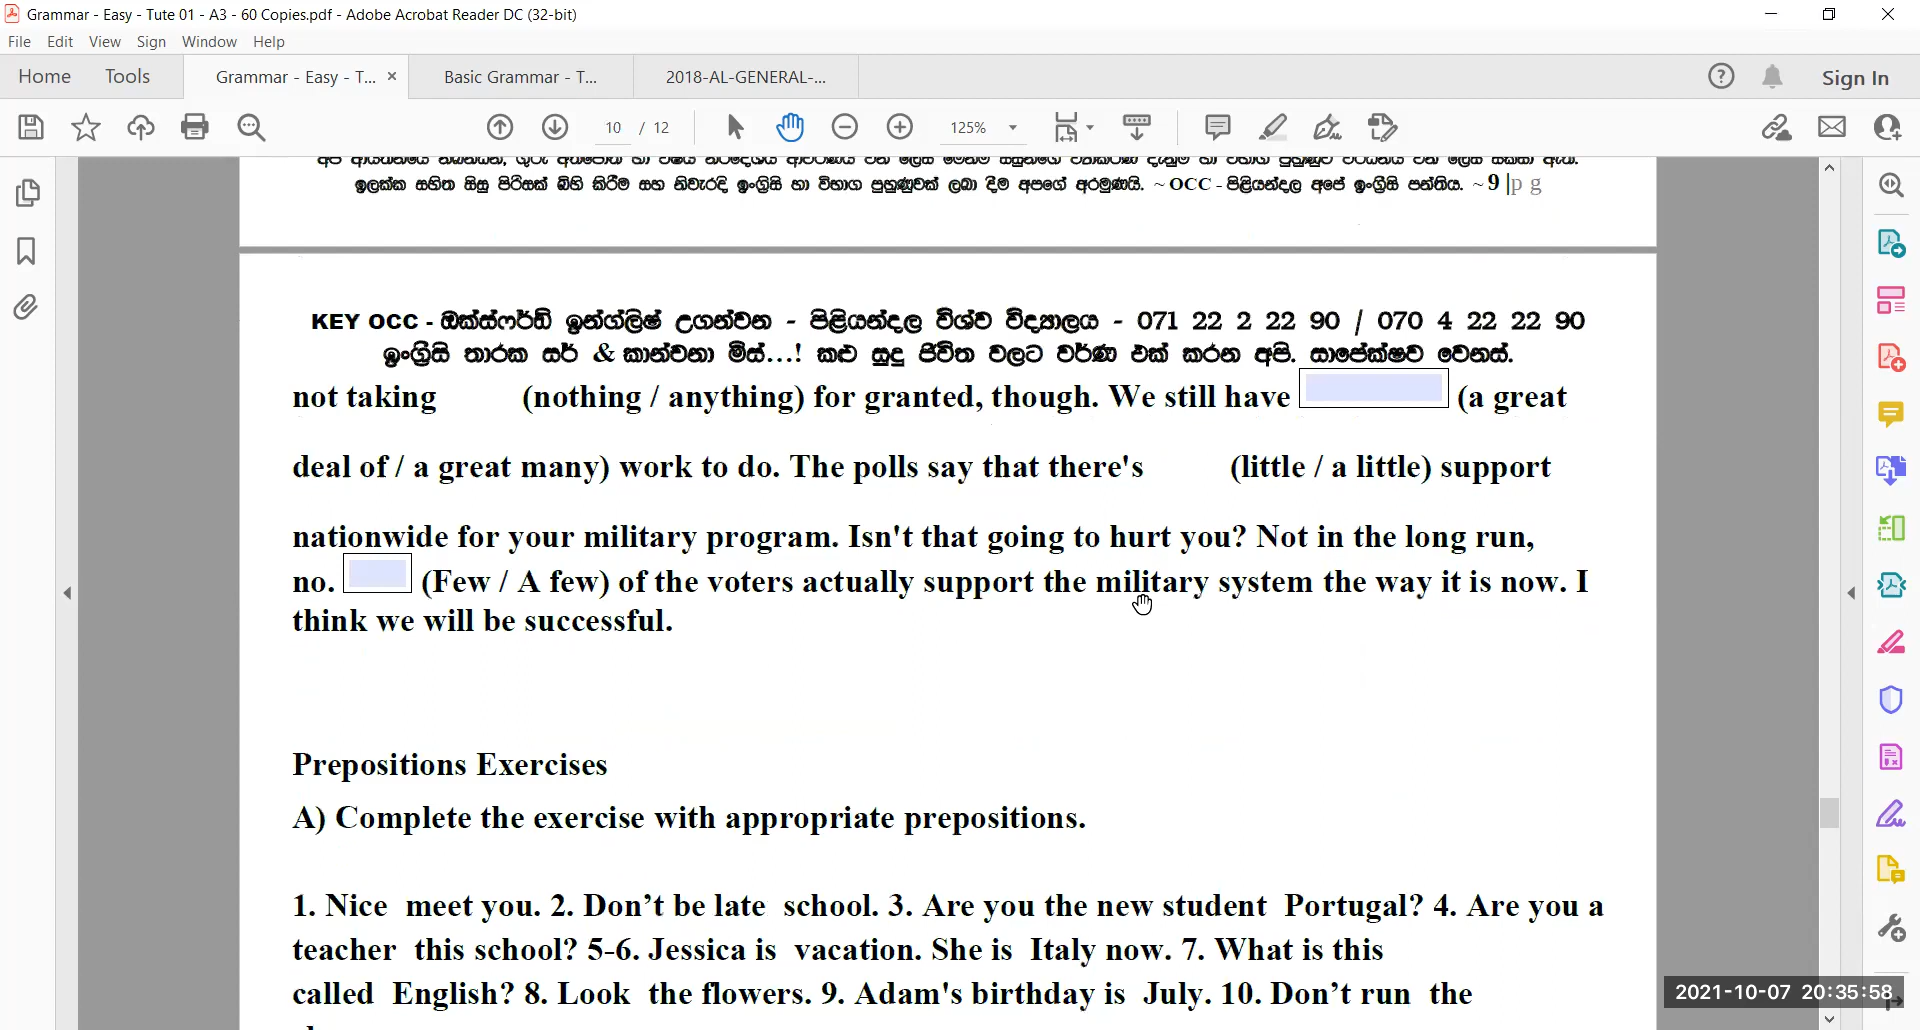 Grammar - Easy - Tute 01 - A3 - 60 Copies.pdf - Adobe Acrobat Reader DC (32-bit)
File Edit View Sign Window Help
Home Tools Grammar - Easy - T... × Basic Grammar - T... 2018-AL-GENERAL-... Sign In
10 / 12 125%
ඉලක්ක සහිත සිසු පිරිසක් බිහි කිරීම සහ නිවැරදි ඉංග්‍රීසි හා විභාග පුහුණුවක් ලබා දීම අපගේ අරමුණයි. ~ OCC - පිළියන්දල අපේ ඉංග්‍රීසි පන්තිය. ~ 9 |p g
KEY OCC - ඔක්ස්ෆර්ඩ් ඉන්ග්ලිෂ් උගන්වන - පිළියන්දල විශ්ව විද්‍යාලය - 071 22 2 22 90 / 070 4 22 22 90
ඉංග්‍රීසි තාරක සර් & කාන්චනා මිස්...! කළු සුදු ජීවිත වලට වර්ණ එක් කරන අපි. සාපේක්ෂව වෙනස්.
not taking (nothing / anything) for granted, though. We still have (a great
deal of / a great many) work to do. The polls say that there's (little / a little) support
nationwide for your military program. Isn't that going to hurt you? Not in the long run,
no. (Few / A few) of the voters actually support the military system the way it is now. I
think we will be successful.
Prepositions Exercises
A) Complete the exercise with appropriate prepositions.
1. Nice meet you. 2. Don’t be late school. 3. Are you the new student Portugal? 4. Are you a
teacher this school? 5-6. Jessica is vacation. She is Italy now. 7. What is this
called English? 8. Look the flowers. 9. Adam's birthday is July. 10. Don’t run the
2021-10-07 20:35:58